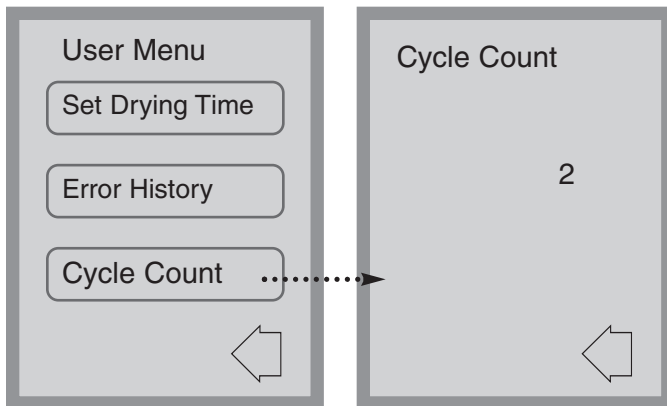 User Menu
Set Drying Time
Error History
Cycle Count
Cycle Count
2